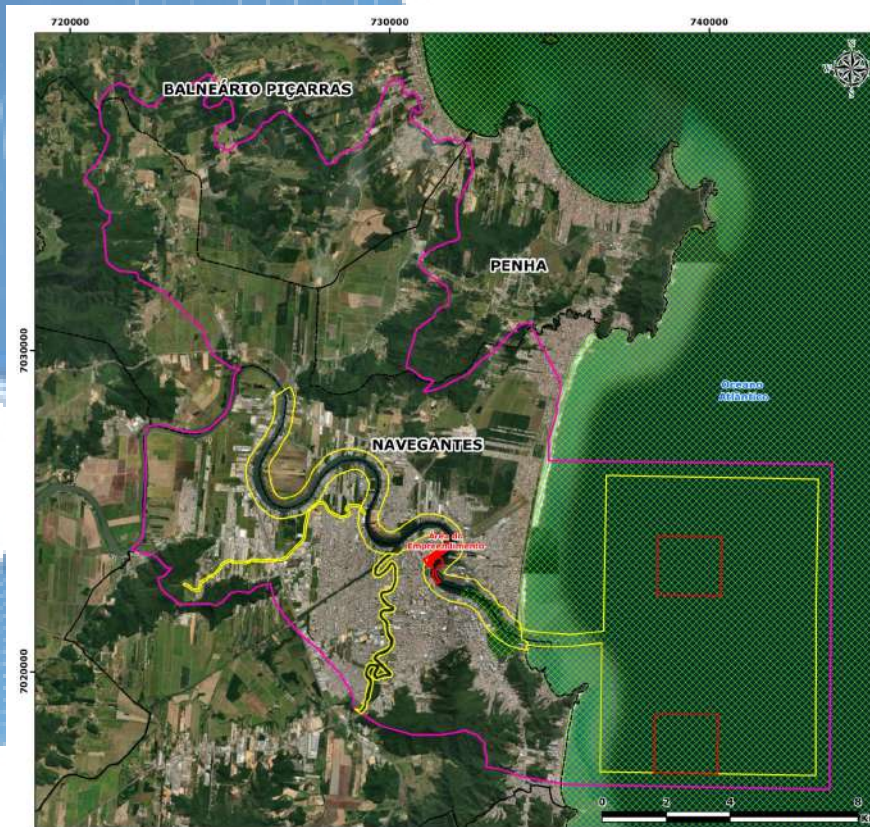 720000
730000
740000
BALNEÁRIO PIÇARRAS
PENHA
7030000
Oceano
Atlântico
NAVEGANTES
Área do
Empreendimento
7020000
0
2
4
8